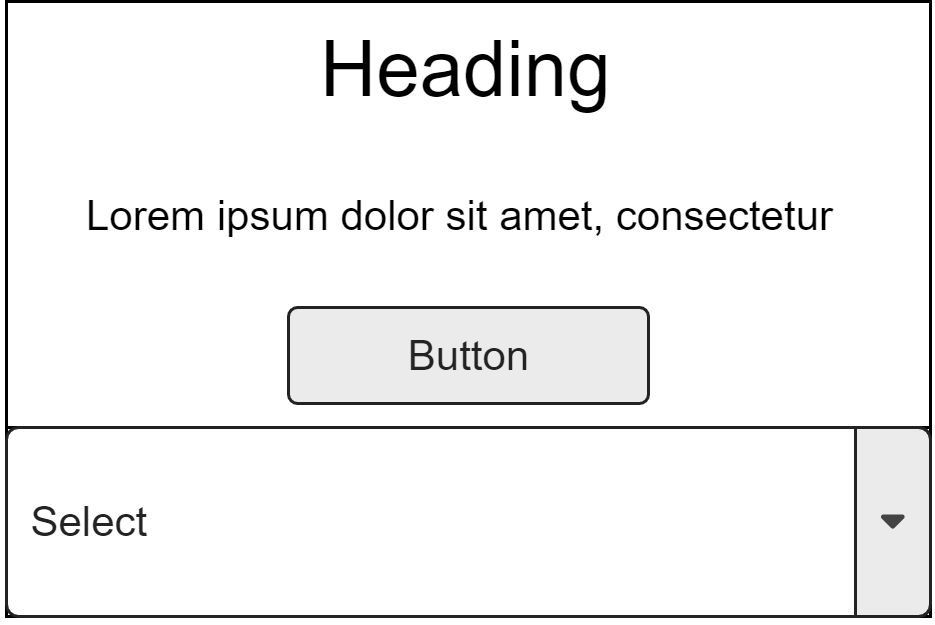 Heading
Lorem ipsum dolor sit amet, consectetur
Button
Select